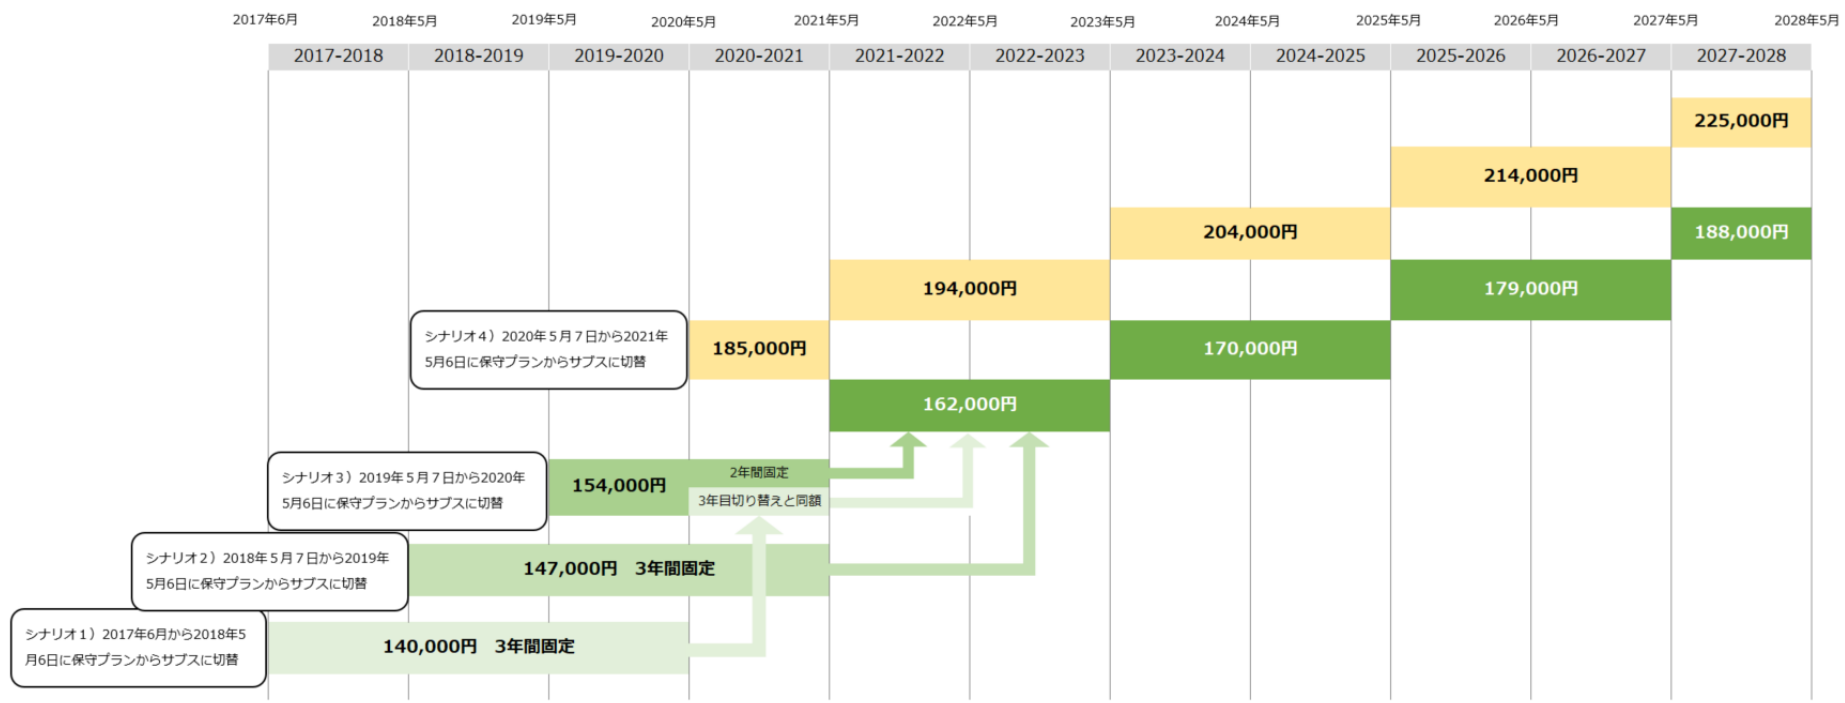 2017年6月
2018年5月
2019年5月
2020年5月
2021年5月
2022年5月
2023年5月
2024年5月
2025年5月
2026年5月
2027年5月
2028年5月
2017-2018
2018-2019
2019-2020
2020-2021
2021-2022
2022-2023
2023-2024
2024-2025
2025-2026
2026-2027
2027-2028
225,000円
214,000円
204,000円
188,000円
194,000円
179,000円
シナリオ４）2020年５月７日から2021年
5月6日に保守プランからサブスに切替
185,000円
170,000円
162,000円
シナリオ３）2019年５月７日から2020年
5月6日に保守プランからサブスに切替
154,000円
2年間固定
3年目切り替えと同額
シナリオ２）2018年５月７日から2019年
5月6日に保守プランからサブスに切替
147,000円　3年間固定
シナリオ１）2017年6月から2018年5
月6日に保守プランからサブスに切替
140,000円　3年間固定